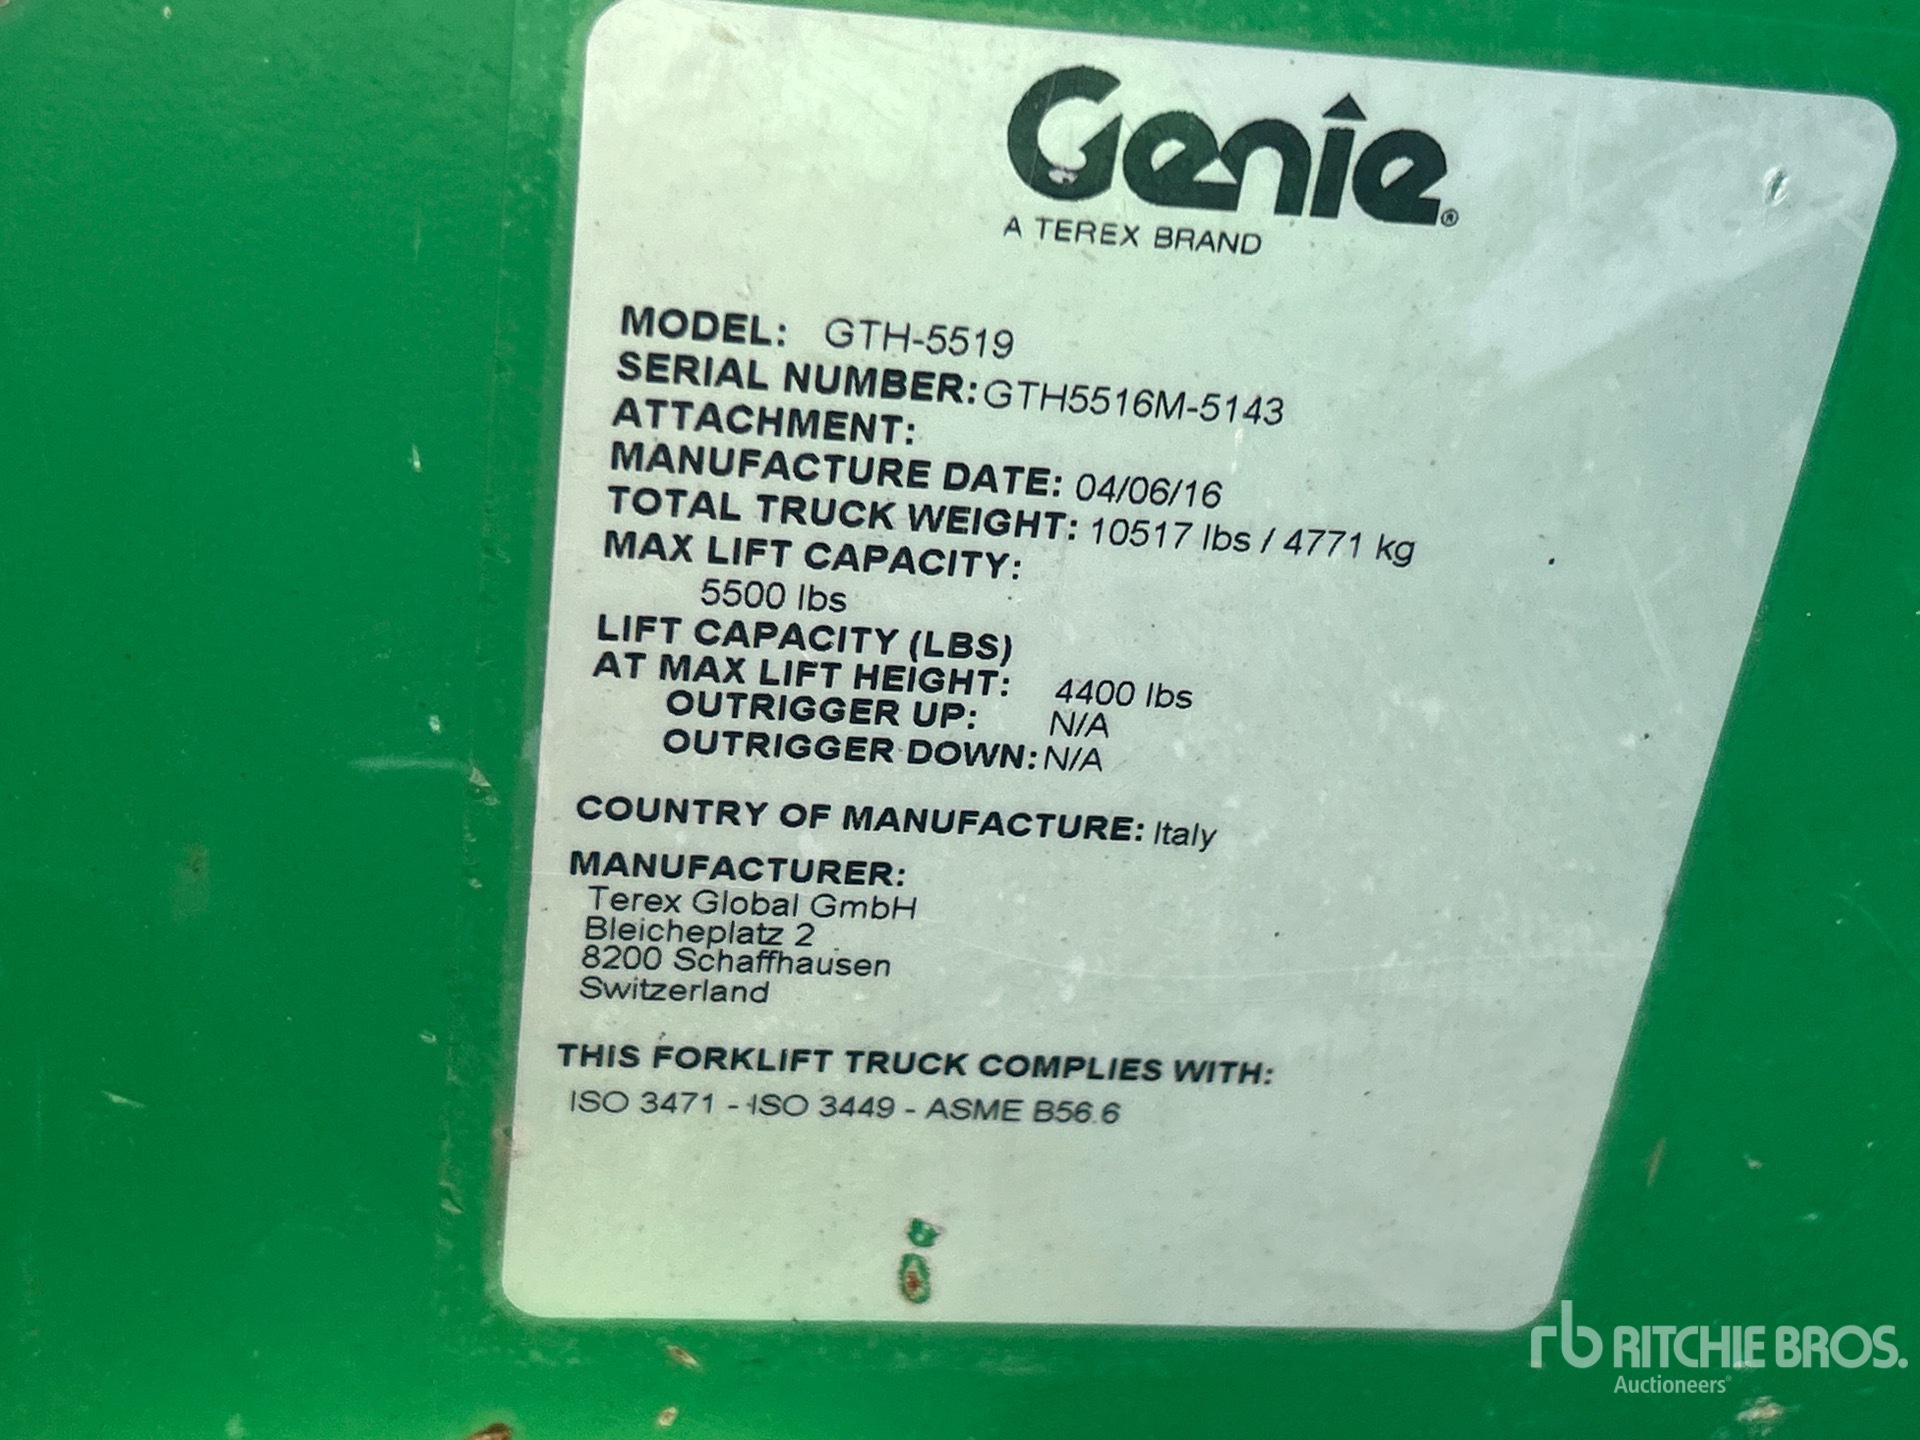 Genie®
A TEREX BRAND
MODEL: GTH-5519
SERIAL NUMBER: GTH5516M-5143
ATTACHMENT:
MANUFACTURE DATE: 04/06/16
TOTAL TRUCK WEIGHT: 10517 lbs / 4771 kg
MAX LIFT CAPACITY:
5500 lbs
LIFT CAPACITY (LBS)
AT MAX LIFT HEIGHT: 4400 lbs
OUTRIGGER UP: N/A
OUTRIGGER DOWN: N/A
COUNTRY OF MANUFACTURE: Italy
MANUFACTURER:
Terex Global GmbH
Bleicheplatz 2
8200 Schaffhausen
Switzerland
THIS FORKLIFT TRUCK COMPLIES WITH:
ISO 3471 - ISO 3449 - ASME B56.6
rb RITCHIE BROS.
Auctioneers